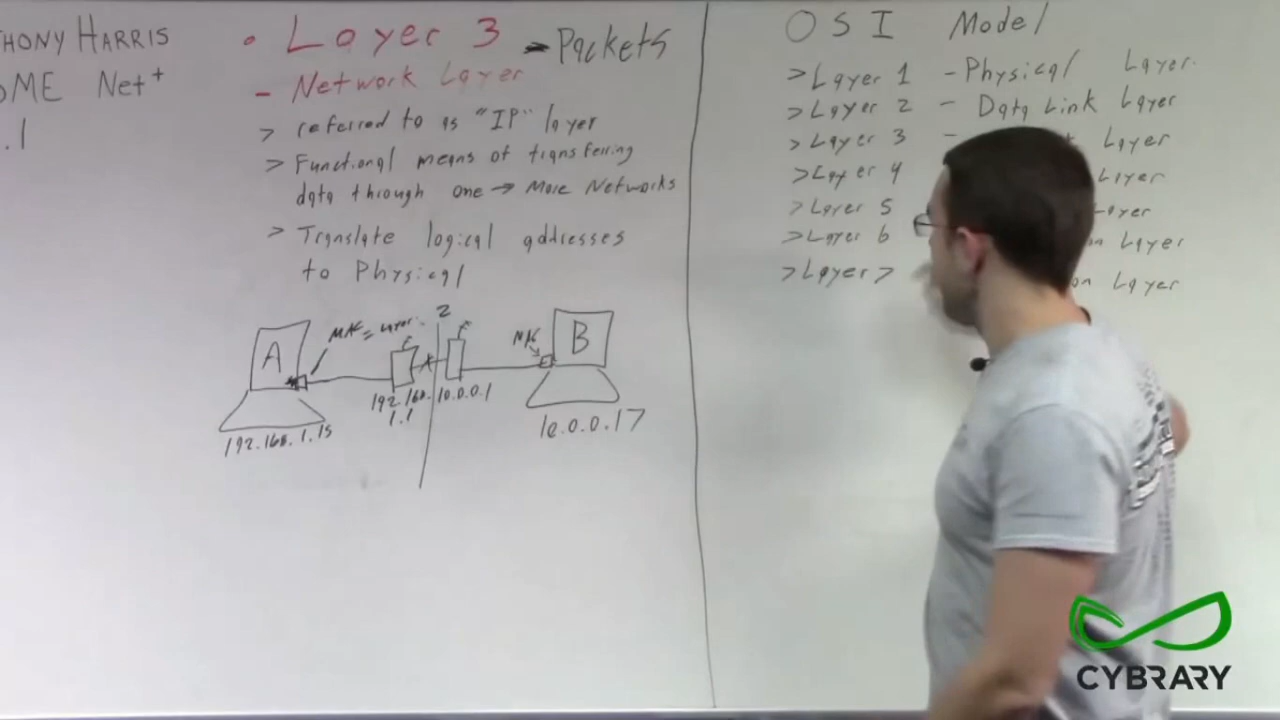 THONY HARRIS
OME Net+
.1
• Layer 3 - Packets
- Network Layer
> referred to as "IP" layer
> Functional means of transferring
data through one → More Networks
> Translate logical addresses
to Physical
A
MAC =
2
MAC
B
192.168.1.15
192.168.
1.1
10.0.0.1
10.0.0.17
OSI Model
> Layer 1 - Physical Layer
> Layer 2 - Data Link Layer
> Layer 3 - Layer
> Layer 4 Layer
> Layer 5 Layer
> Layer 6 on Layer
> Layer 7 on Layer
CYBRARY